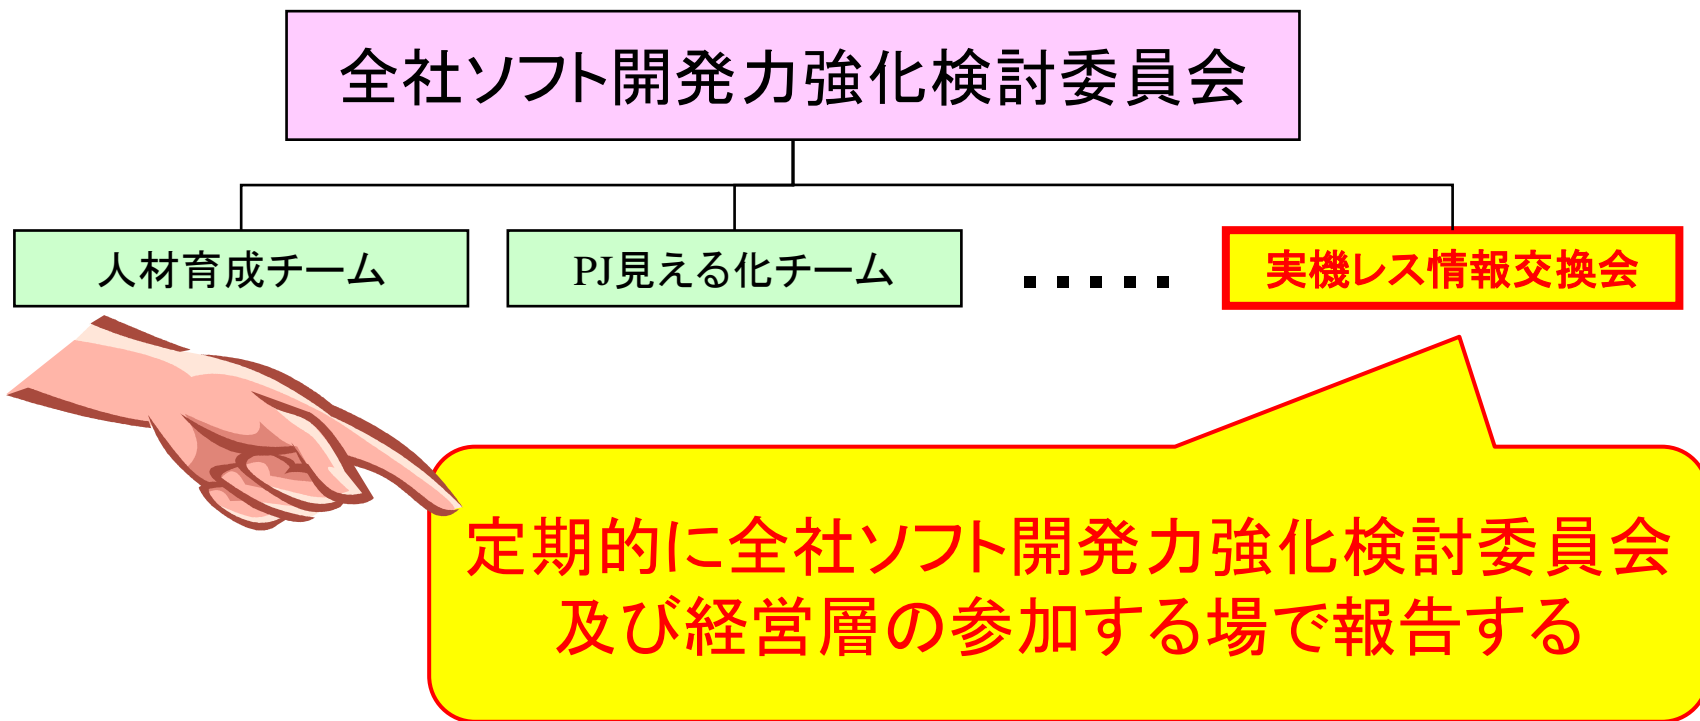 全社ソフト開発力強化検討委員会
人材育成チーム
PJ見える化チーム
・・・・・
実機レス情報交換会
定期的に全社ソフト開発力強化検討委員会
及び経営層の参加する場で報告する